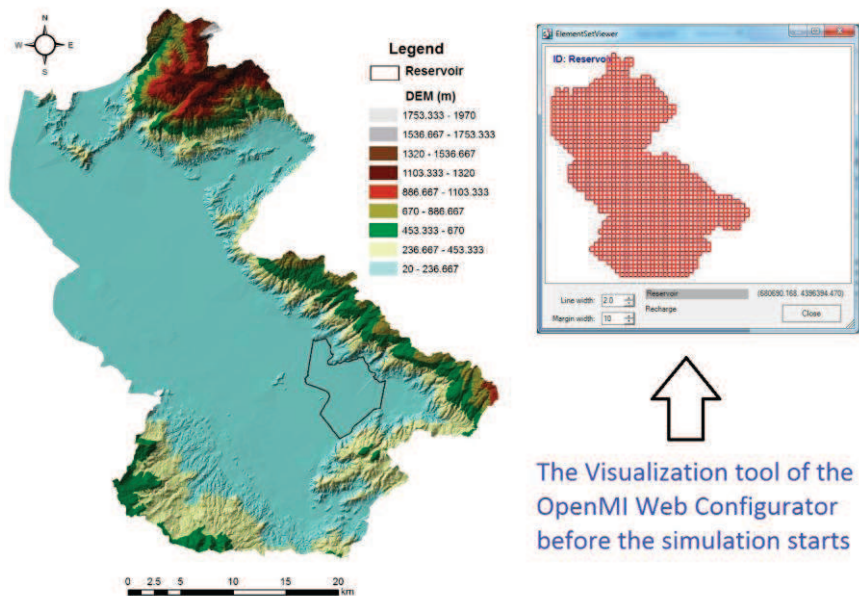 N
W E
S
Legend
Reservoir
DEM (m)
1753.333 - 1970
1536.667 - 1753.333
1320 - 1536.667
1103.333 - 1320
886.667 - 1103.333
670 - 886.667
453.333 - 670
236.667 - 453.333
20 - 236.667
0 2.5 5 10 15 20
km
ElementSetViewer
ID: Reservoir
Line width: 2.0
Margin width: 10
Reservoir
Recharge
(680690.168, 4396394.470)
Close
The Visualization tool of the
OpenMI Web Configurator
before the simulation starts